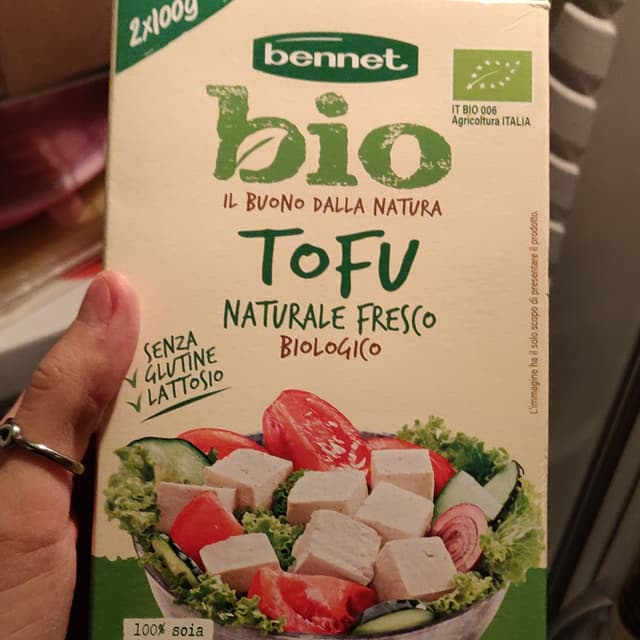 2x100g
bennet
bio
IL BUONO DALLA NATURA
TOFU
NATURALE FRESCO
BIOLOGICO
IT BIO 006
Agricoltura ITALIA
SENZA
✓ GLUTINE
✓ LATTOSIO
L'immagine ha il solo scopo di presentare il prodotto.
100% soia